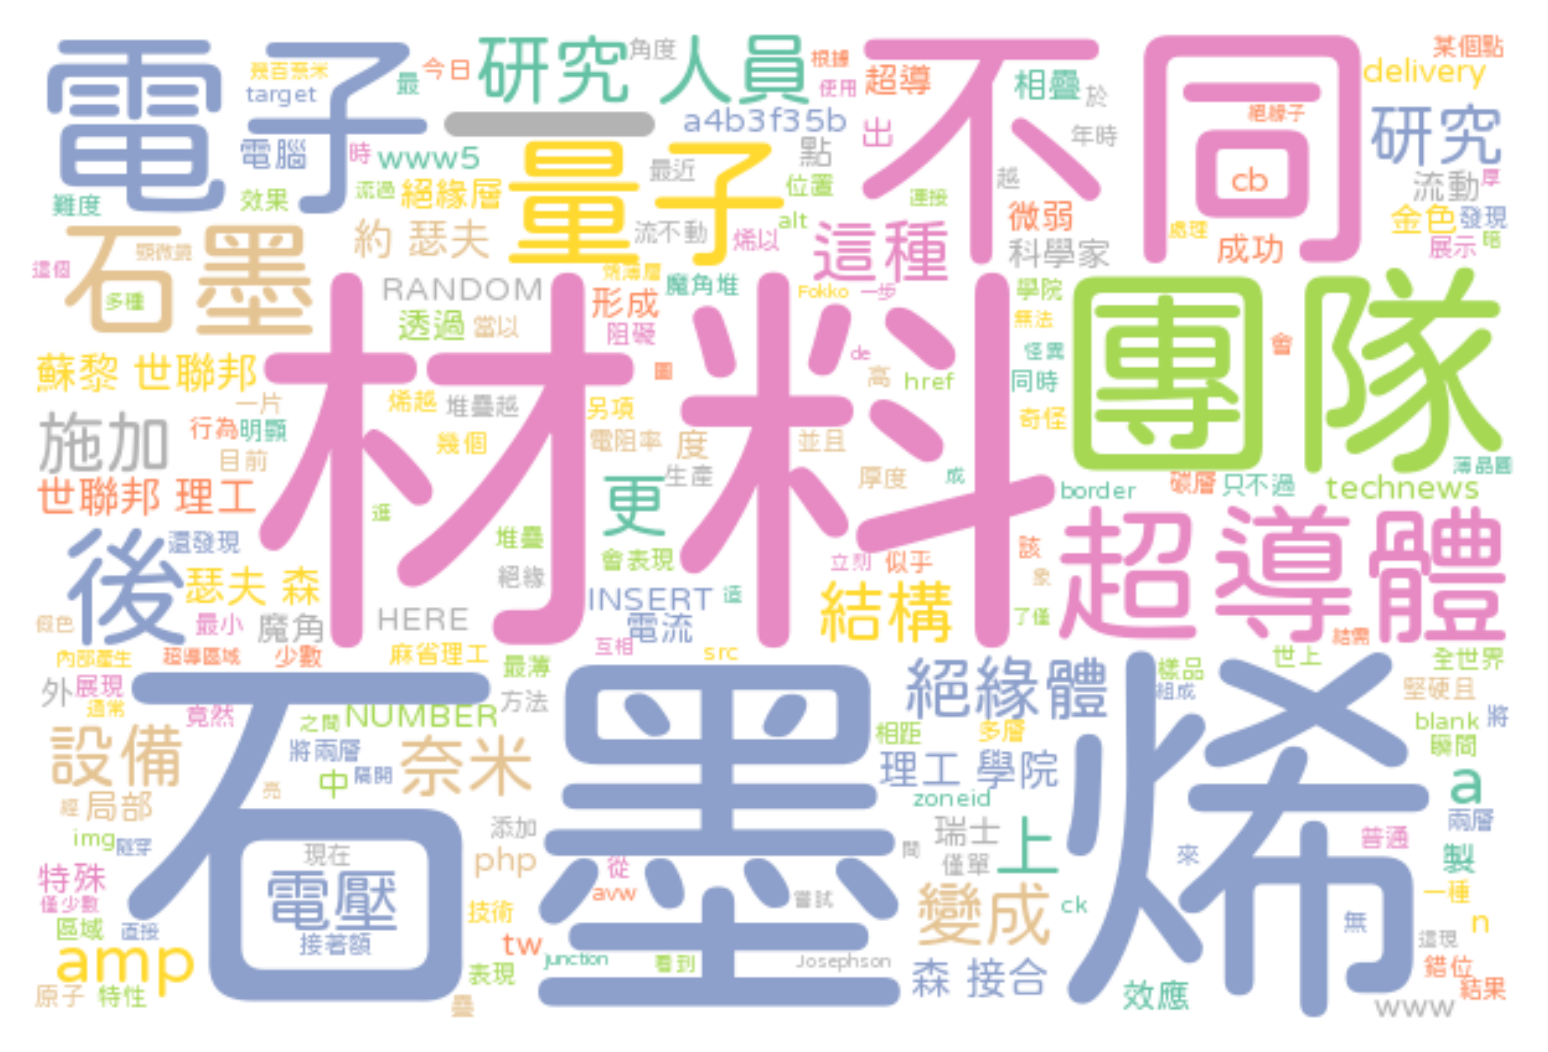 電子 不同
幾百奈米 最 今日 研究 人員 角度 根據 使用 超導 相疊 於 某個點
target delivery
一 a4b3f35b 出 年時 絕緣子 研究
電腦 時 www5 量子 最近 點 越 cb 流動 厚
難度 效果 流過 絕緣層 位置 連接 微弱 金色 發現
石墨 顯微鏡 約 瑟夫 流不動 烯以 alt 這種 科學家 處理 成功 展示 暗
這個 多種 RANDOM 烯薄層 魔角堆 Fokko 一步 學院 團隊
材料
透過 當以 形成 阻礙 無法
蘇黎 世聯邦 圖 de 怪異 會
一片 烯越 堆疊越 另項 高 href 同時
施加 行為 明顯 幾個 電阻率 度 並且 奇怪
目前 生產 厚度 成 薄晶圓
世聯邦 理工 逛 更 border 碳層 只不過 technews
後 還發現 堆疊 會表現 立刻 似乎 該 超導體
瑟夫 森 絕緣 INSERT 這 結構 象
假色 最小 魔角 HERE 電流 了僅
內部產生 超導區域 少數 麻省理工 互相 src 結需
石墨烯
外 展現 最薄 絕緣體 樣品 世上 全世界
通常 竟然 之間 NUMBER 方法 組成 堅硬且
設備 將兩層 奈米 相距 多層 blank 將
中 隔開 理工 學院 瞬間
經 局部 亮 zoneid a
img 隧穿 添加 瑞士 上 兩層
特殊 現在 php 從 間 僅單 來 普通 製
僅少數 電壓 avw 嘗試 變成 ck 一種
區域 直接 接著額 技術 無 n
amp tw junction 看到 Josephson 森 接合 這現
原子 特性 表現 疊 效應 錯位 結果
www